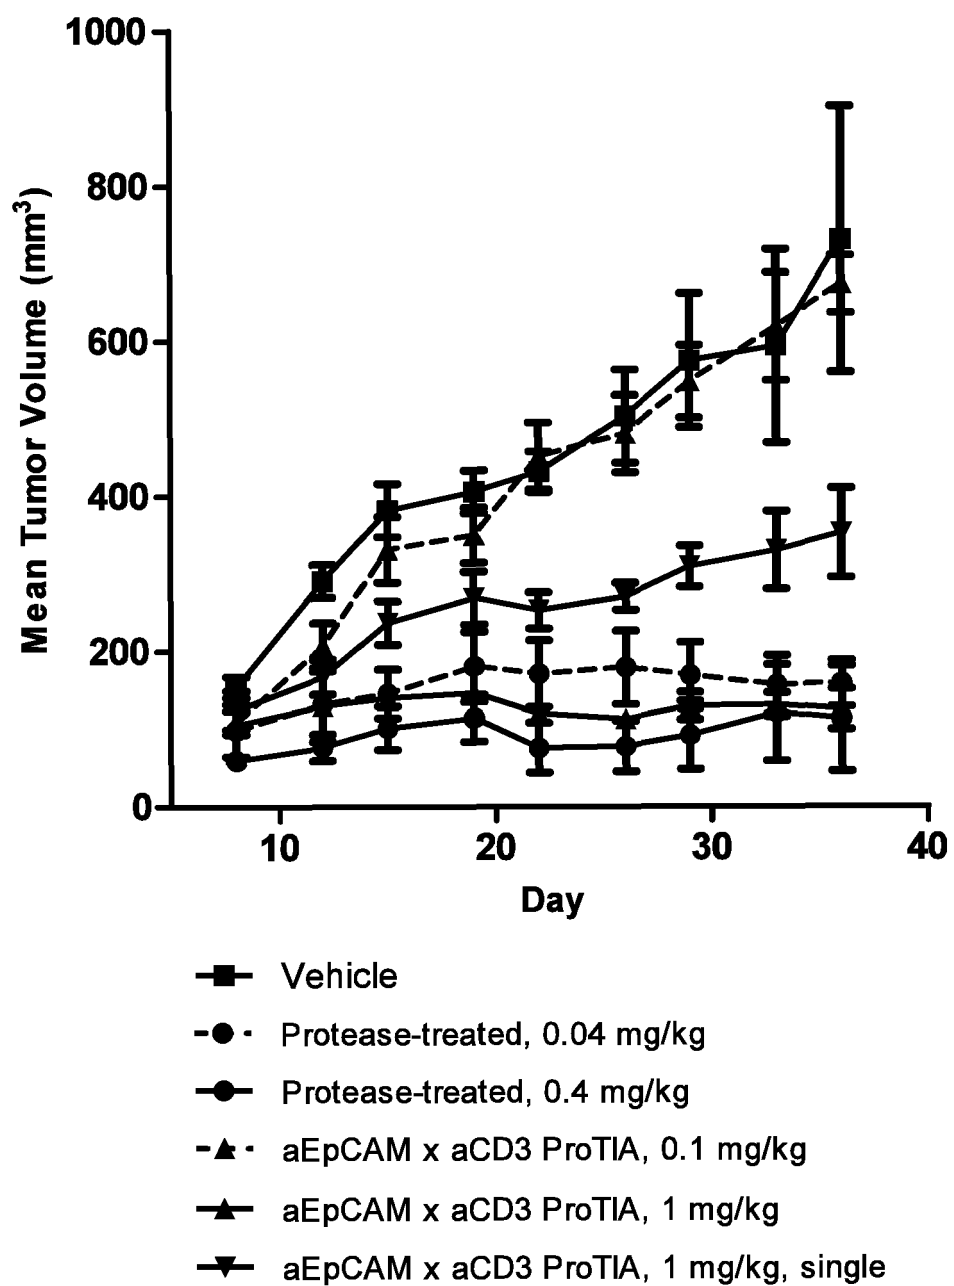 1000
800
600
400
200
0
Mean Tumor Volume (mm³)
10 20 30 40
Day
Vehicle
Protease-treated, 0.04 mg/kg
Protease-treated, 0.4 mg/kg
aEpCAM x aCD3 ProTIA, 0.1 mg/kg
aEpCAM x aCD3 ProTIA, 1 mg/kg
aEpCAM x aCD3 ProTIA, 1 mg/kg, single